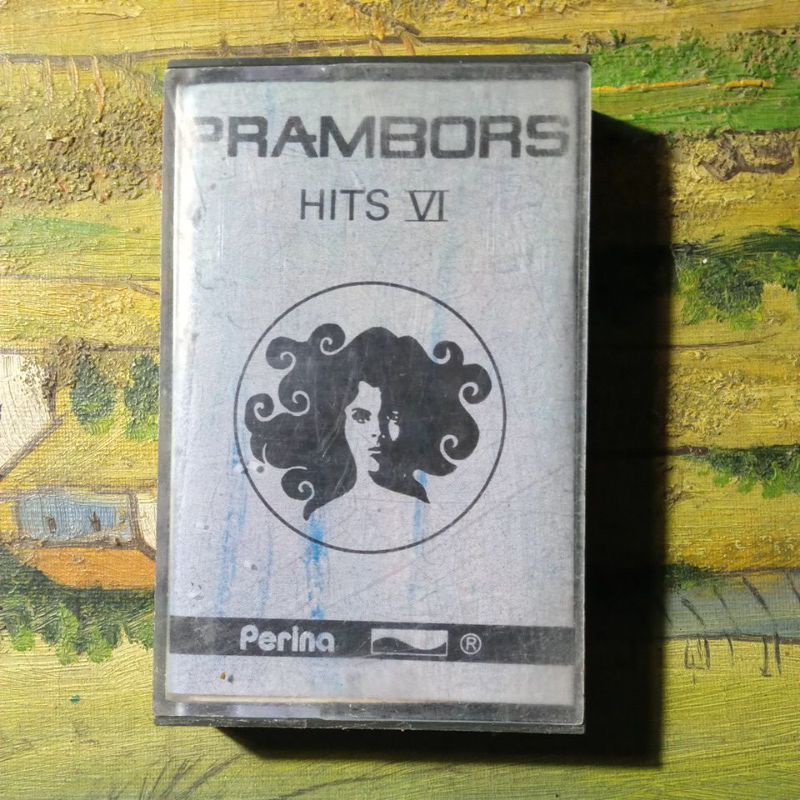 PRAMBORS
HITS VI
Perina ®